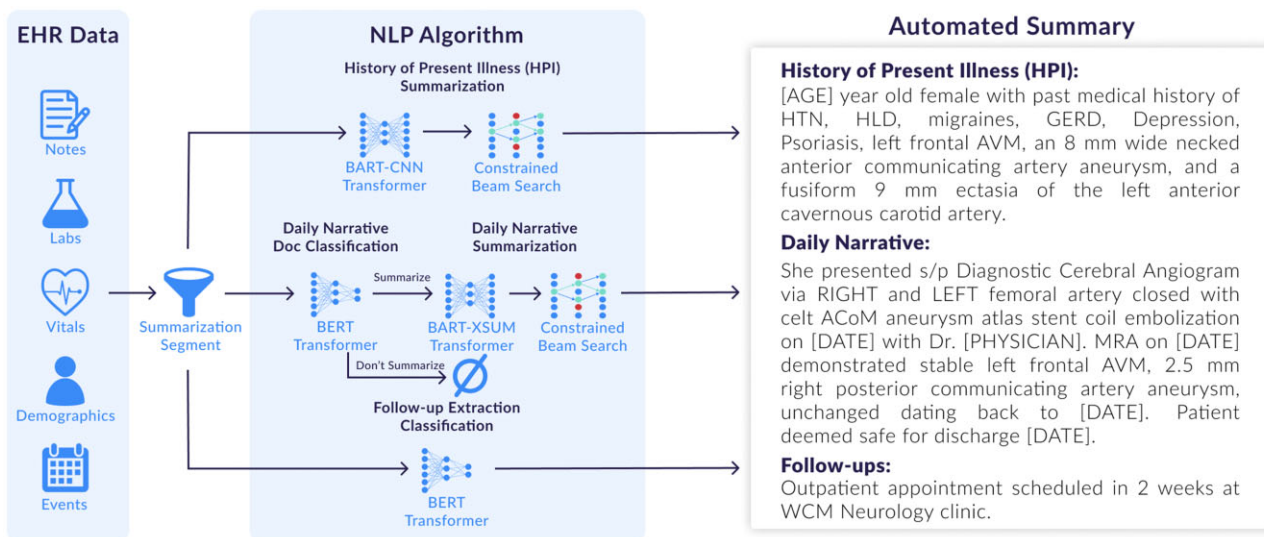 EHR Data
Notes
Labs
Vitals
Demographics
Events
Summarization
Segment
NLP Algorithm
History of Present Illness (HPI)
Summarization
BART-CNN
Transformer
Constrained
Beam Search
Daily Narrative
Doc Classification
BERT
Transformer
Summarize
Don't Summarize
Daily Narrative
Summarization
BART-XSUM
Transformer
Constrained
Beam Search
Follow-up Extraction
Classification
BERT
Transformer
Automated Summary
History of Present Illness (HPI):
[AGE] year old female with past medical history of
HTN, HLD, migraines, GERD, Depression,
Psoriasis, left frontal AVM, an 8 mm wide necked
anterior communicating artery aneurysm, and a
fusiform 9 mm ectasia of the left anterior
cavernous carotid artery.
Daily Narrative:
She presented s/p Diagnostic Cerebral Angiogram
via RIGHT and LEFT femoral artery closed with
celt ACoM aneurysm atlas stent coil embolization
on [DATE] with Dr. [PHYSICIAN]. MRA on [DATE]
demonstrated stable left frontal AVM, 2.5 mm
right posterior communicating artery aneurysm,
unchanged dating back to [DATE]. Patient
deemed safe for discharge [DATE].
Follow-ups:
Outpatient appointment scheduled in 2 weeks at
WCM Neurology clinic.